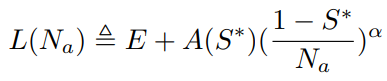 L(N_a) ≜ E + A(S*)(\frac{1 − S*}{N_a})^α